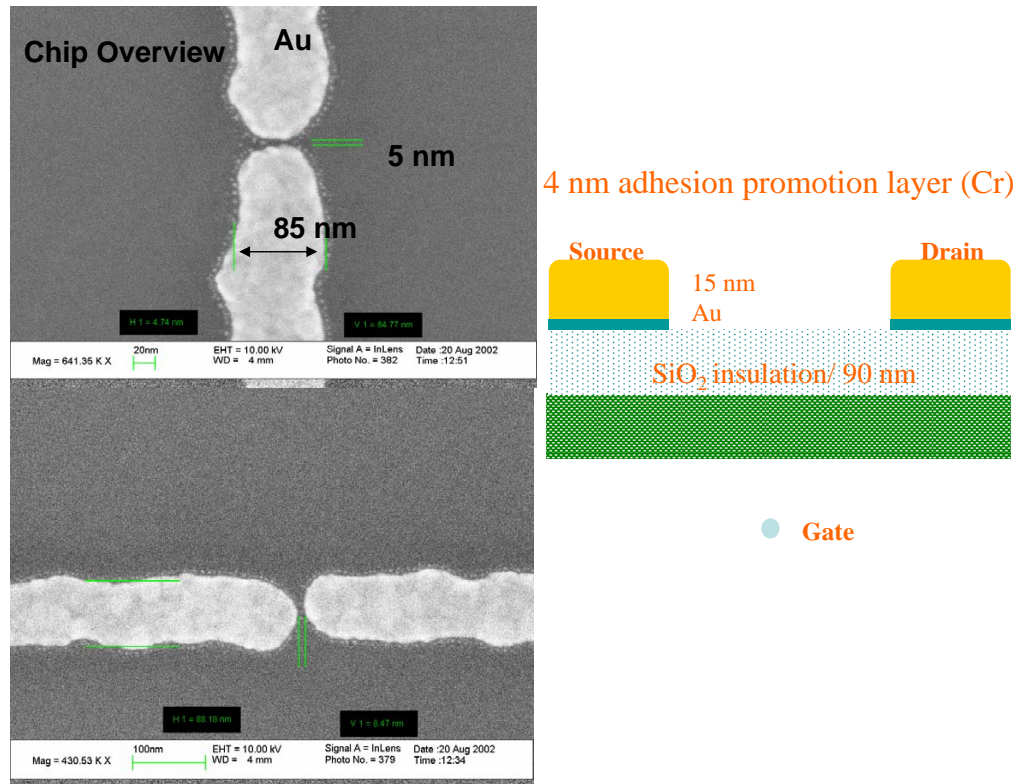 Chip Overview
Au
5 nm
85 nm
H 1 = 4.74 nm
V 1 = 84.77 nm
Mag = 641.35 K X
20nm
EHT = 10.00 kV
WD = 4 mm
Signal A = InLens
Photo No. = 382
Date :20 Aug 2002
Time :12:51
H 1 = 88.18 nm
V 1 = 8.47 nm
Mag = 430.53 K X
100nm
EHT = 10.00 kV
WD = 4 mm
Signal A = InLens
Photo No. = 379
Date :20 Aug 2002
Time :12:34
4 nm adhesion promotion layer (Cr)
Source
Drain
15 nm
Au
SiO₂ insulation/ 90 nm
Gate